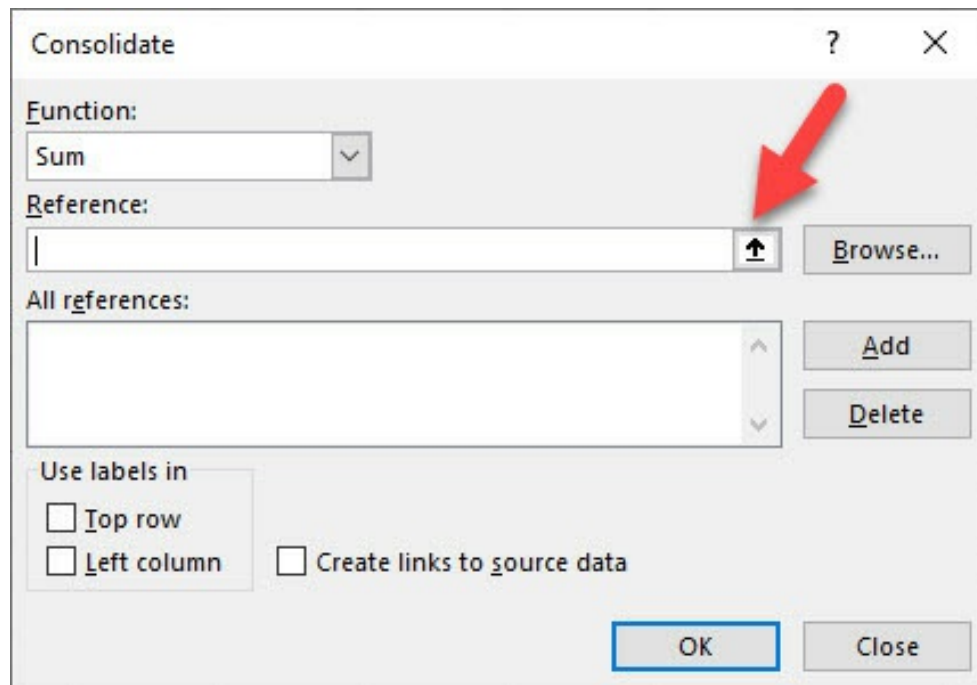 Consolidate ?
Function:
Sum
Reference:
Browse...
All references:
Add
Delete
Use labels in
Top row
Left column
Create links to source data
OK
Close